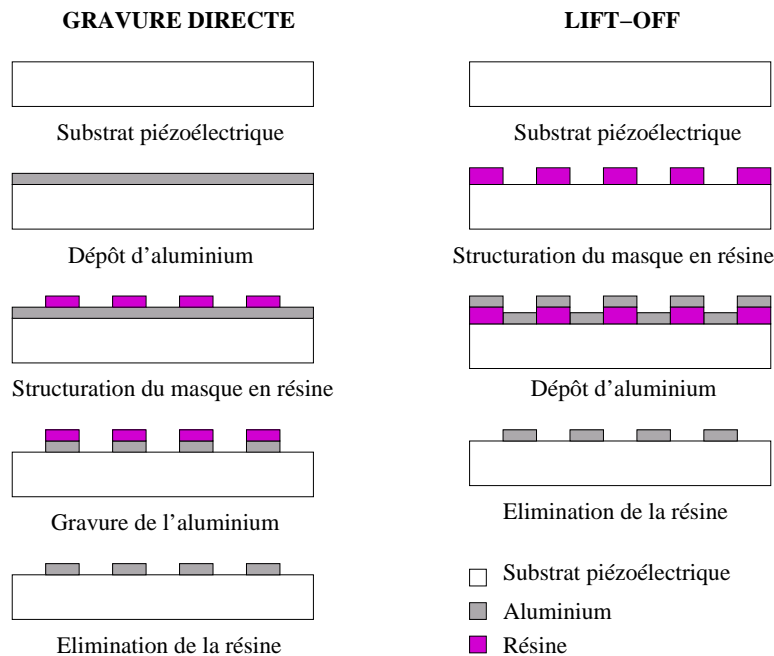 GRAVURE DIRECTE
Substrat piézoélectrique
Dépôt d'aluminium
Structuration du masque en résine
Gravure de l'aluminium
Elimination de la résine
LIFT−OFF
Substrat piézoélectrique
Structuration du masque en résine
Dépôt d'aluminium
Elimination de la résine
Substrat piézoélectrique
Aluminium
Résine